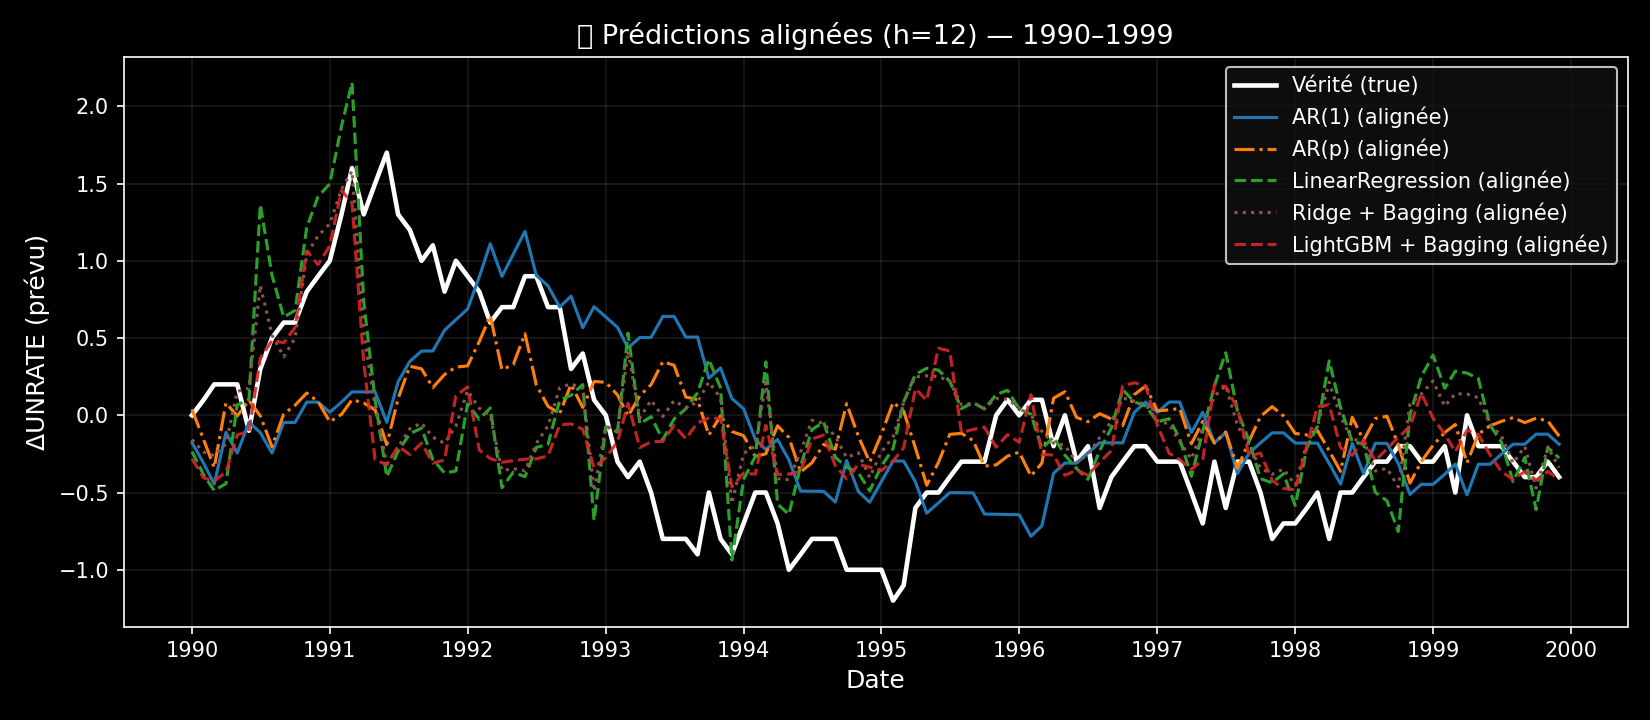 Prédictions alignées (h=12) — 1990–1999
Vérité (true)
AR(1) (alignée)
AR(p) (alignée)
LinearRegression (alignée)
Ridge + Bagging (alignée)
LightGBM + Bagging (alignée)
ΔUNRATE (prévu)
2.0
1.5
1.0
0.5
0.0
−0.5
−1.0
1990 1991 1992 1993 1994 1995 1996 1997 1998 1999 2000
Date